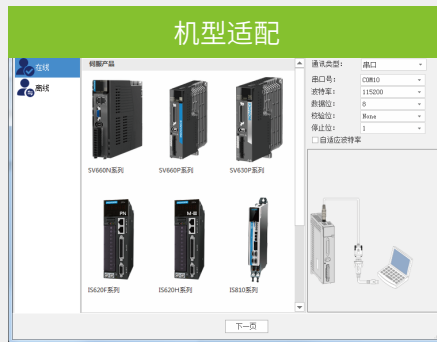 机型适配
在线
离线
伺服产品
SV660N系列
SV660P系列
SV630P系列
PN
M-III
IS620F系列
IS620H系列
IS810系列
通讯类型: 串口
串口号: COM10
波特率: 115200
数据位: 8
校验位: None
停止位: 1
自适应波特率
下一页